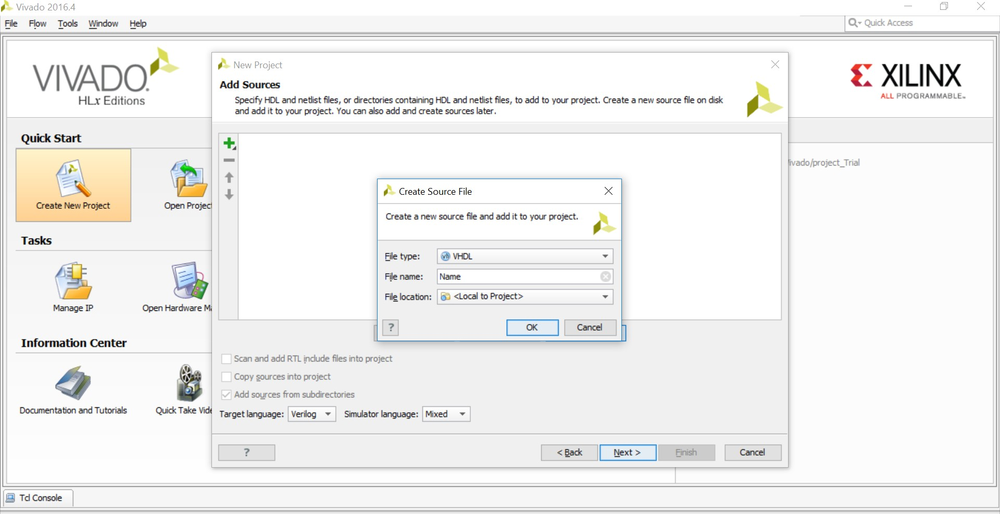 Vivado 2016.4
File Flow Tools Window Help
Quick Access
VIVADO.
HLx Editions
XILINX
ALL PROGRAMMABLE™
New Project
Add Sources
Specify HDL and netlist files, or directories containing HDL and netlist files, to add to your project. Create a new source file on disk
and add it to your project. You can also add and create sources later.
Quick Start
Create New Project
Open Project
ivado/project_Trial
Create Source File
Create a new source file and add it to your project.
File type: VHDL
File name: Name
File location: <Local to Project>
? OK Cancel
Tasks
Manage IP
Open Hardware Ma
Information Center
Documentation and Tutorials
Quick Take Vide
Scan and add RTL include files into project
Copy sources into project
Add sources from subdirectories
Target language: Verilog Simulator language: Mixed
? < Back Next > Finish Cancel
Tcl Console